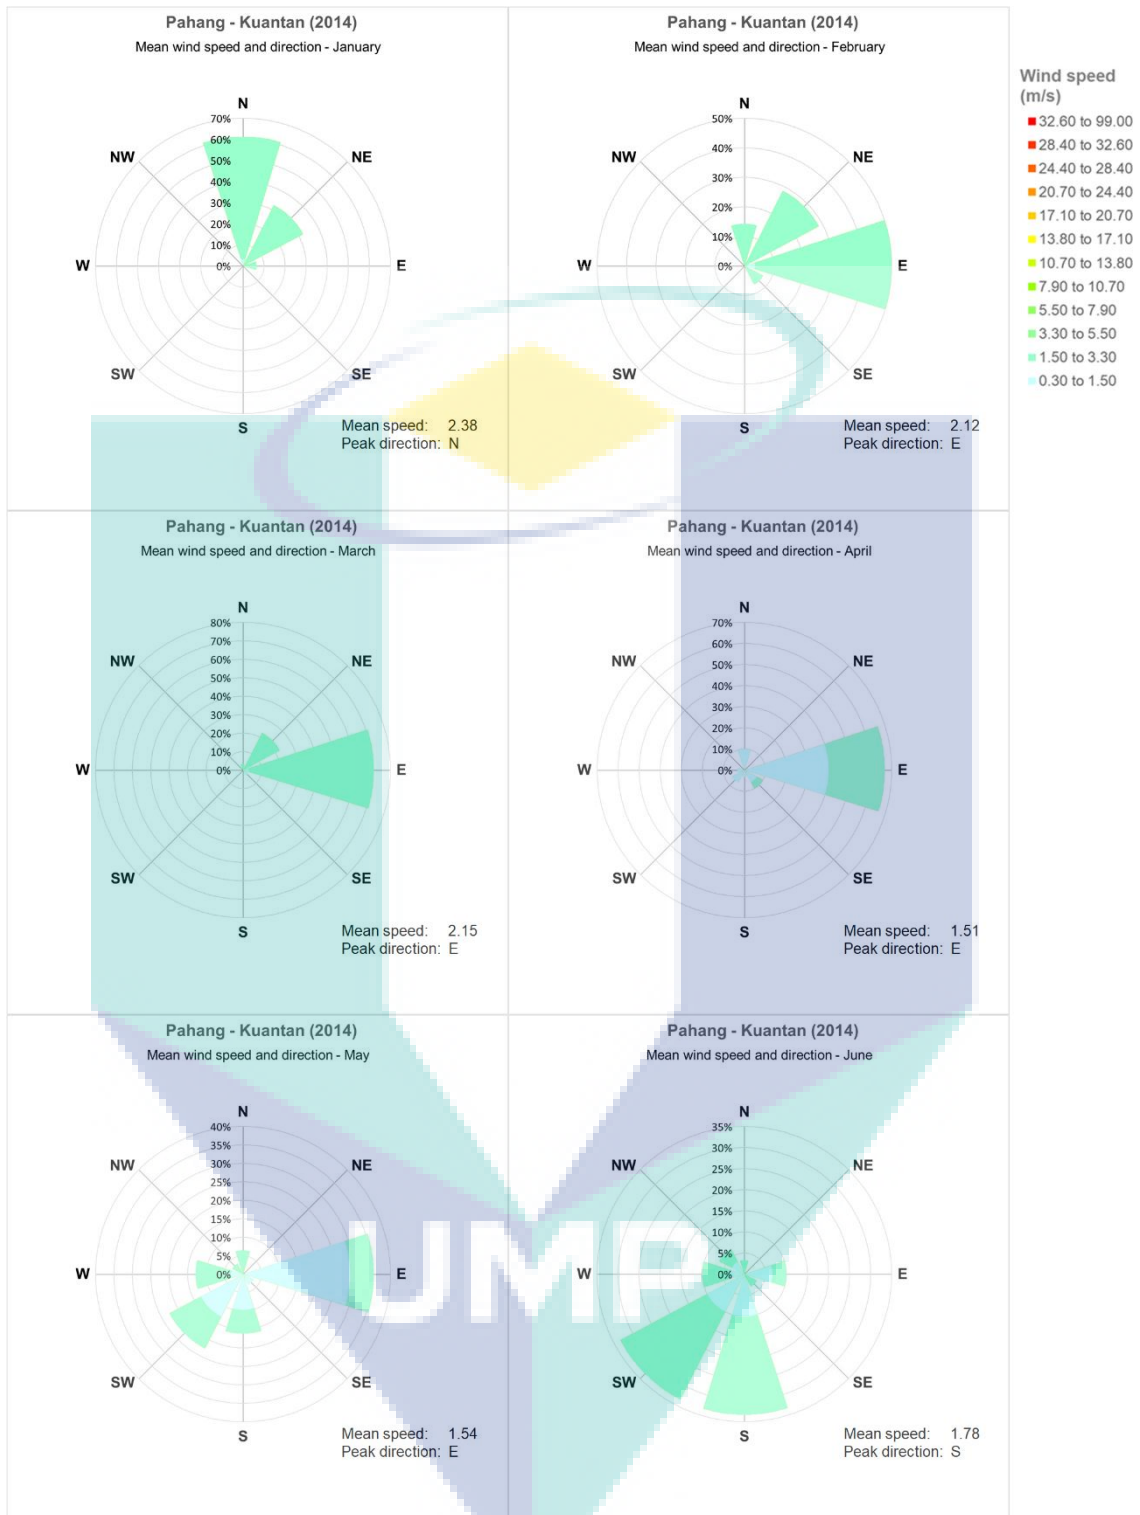 Pahang - Kuantan (2014)
Mean wind speed and direction - January
N
70%
60%
50%
40%
30%
20%
10%
0%
NW
NE
W
E
SW
SE
S
Mean speed: 2.38
Peak direction: N
Pahang - Kuantan (2014)
Mean wind speed and direction - February
N
50%
40%
30%
20%
10%
0%
NW
NE
W
E
SW
SE
S
Mean speed: 2.12
Peak direction: E
Wind speed
(m/s)
32.60 to 99.00
28.40 to 32.60
24.40 to 28.40
20.70 to 24.40
17.10 to 20.70
13.80 to 17.10
10.70 to 13.80
7.90 to 10.70
5.50 to 7.90
3.30 to 5.50
1.50 to 3.30
0.30 to 1.50
Pahang - Kuantan (2014)
Mean wind speed and direction - March
N
80%
70%
60%
50%
40%
30%
20%
10%
0%
NW
NE
W
E
SW
SE
S
Mean speed: 2.15
Peak direction: E
Pahang - Kuantan (2014)
Mean wind speed and direction - April
N
70%
60%
50%
40%
30%
20%
10%
0%
NW
NE
W
E
SW
SE
S
Mean speed: 1.51
Peak direction: E
Pahang - Kuantan (2014)
Mean wind speed and direction - May
N
40%
35%
30%
25%
20%
15%
10%
5%
0%
NW
NE
W
E
SW
SE
S
Mean speed: 1.54
Peak direction: E
Pahang - Kuantan (2014)
Mean wind speed and direction - June
N
35%
30%
25%
20%
15%
10%
5%
0%
NW
NE
W
E
SW
SE
S
Mean speed: 1.78
Peak direction: S
UMP